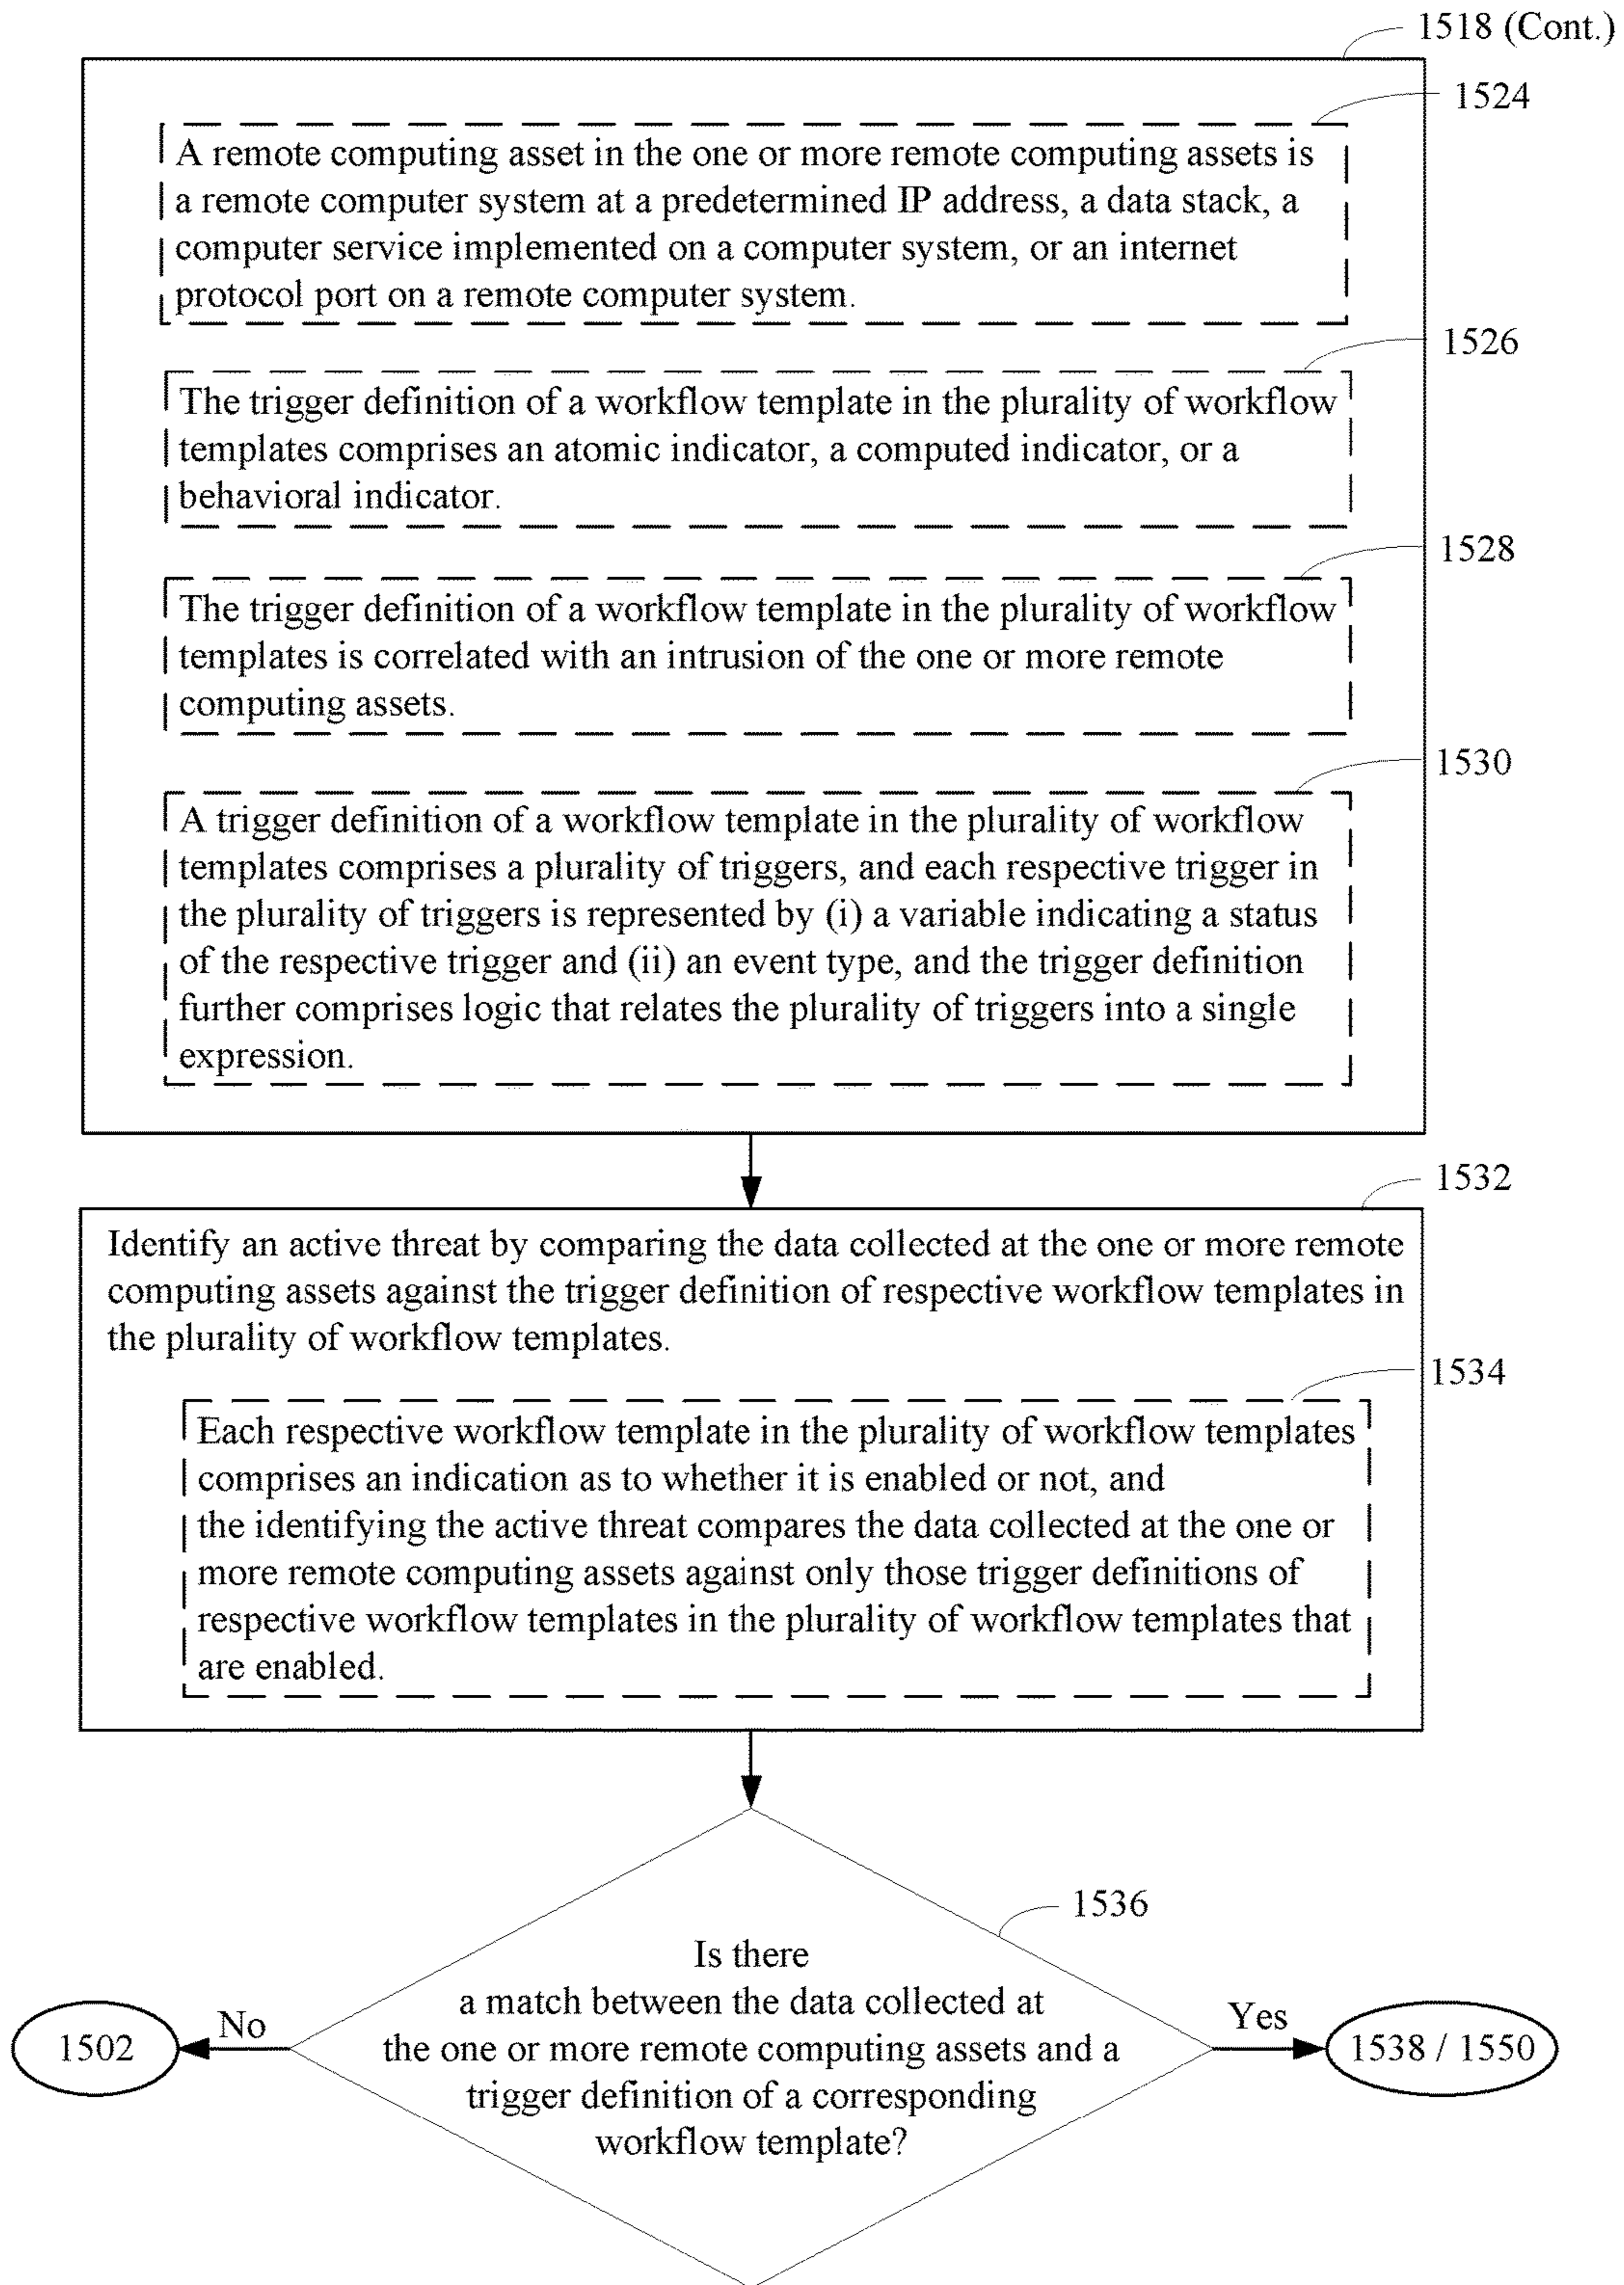 1518 (Cont.)
1524
A remote computing asset in the one or more remote computing assets is
a remote computer system at a predetermined IP address, a data stack, a
computer service implemented on a computer system, or an internet
protocol port on a remote computer system.
1526
The trigger definition of a workflow template in the plurality of workflow
templates comprises an atomic indicator, a computed indicator, or a
behavioral indicator.
1528
The trigger definition of a workflow template in the plurality of workflow
templates is correlated with an intrusion of the one or more remote
computing assets.
1530
A trigger definition of a workflow template in the plurality of workflow
templates comprises a plurality of triggers, and each respective trigger in
the plurality of triggers is represented by (i) a variable indicating a status
of the respective trigger and (ii) an event type, and the trigger definition
further comprises logic that relates the plurality of triggers into a single
expression.
1532
Identify an active threat by comparing the data collected at the one or more remote
computing assets against the trigger definition of respective workflow templates in
the plurality of workflow templates.
1534
Each respective workflow template in the plurality of workflow templates
comprises an indication as to whether it is enabled or not, and
the identifying the active threat compares the data collected at the one or
more remote computing assets against only those trigger definitions of
respective workflow templates in the plurality of workflow templates that
are enabled.
1536
Is there
a match between the data collected at
the one or more remote computing assets and a
trigger definition of a corresponding
workflow template?
No
1502
Yes
1538 / 1550